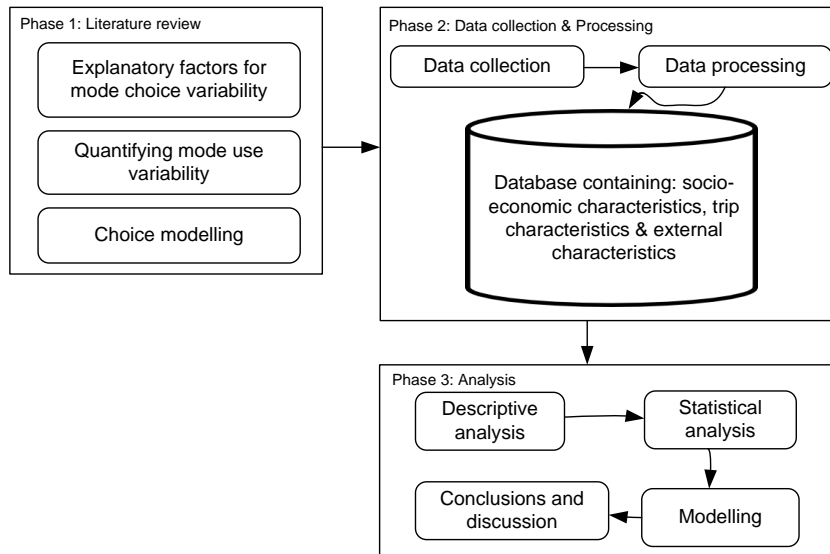 Phase 1: Literature review
Explanatory factors for
mode choice variability
Quantifying mode use
variability
Choice modelling
Phase 2: Data collection & Processing
Data collection
Data processing
Database containing: socio-
economic characteristics, trip
characteristics & external
characteristics
Phase 3: Analysis
Descriptive
analysis
Statistical
analysis
Conclusions and
discussion
Modelling